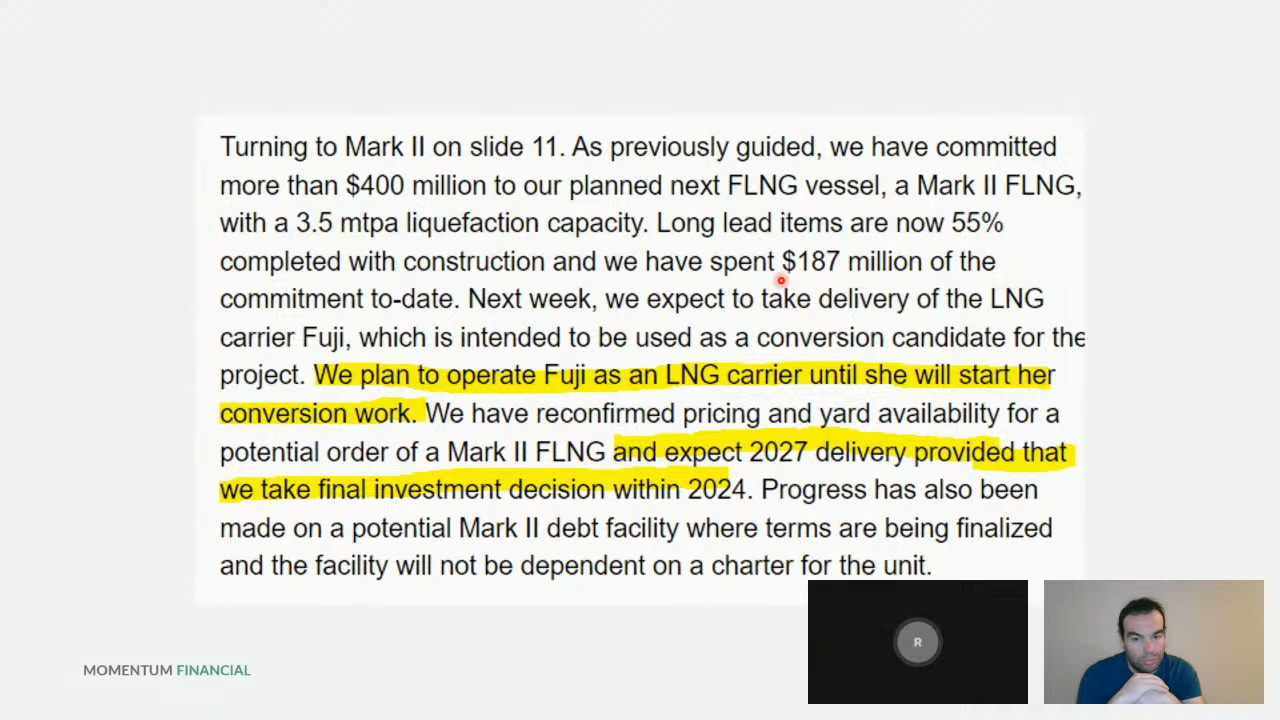 Turning to Mark II on slide 11. As previously guided, we have committed
more than $400 million to our planned next FLNG vessel, a Mark II FLNG,
with a 3.5 mtpa liquefaction capacity. Long lead items are now 55%
completed with construction and we have spent $187 million of the
commitment to-date. Next week, we expect to take delivery of the LNG
carrier Fuji, which is intended to be used as a conversion candidate for the
project. We plan to operate Fuji as an LNG carrier until she will start her
conversion work. We have reconfirmed pricing and yard availability for a
potential order of a Mark II FLNG and expect 2027 delivery provided that
we take final investment decision within 2024. Progress has also been
made on a potential Mark II debt facility where terms are being finalized
and the facility will not be dependent on a charter for the unit.
R
MOMENTUM FINANCIAL